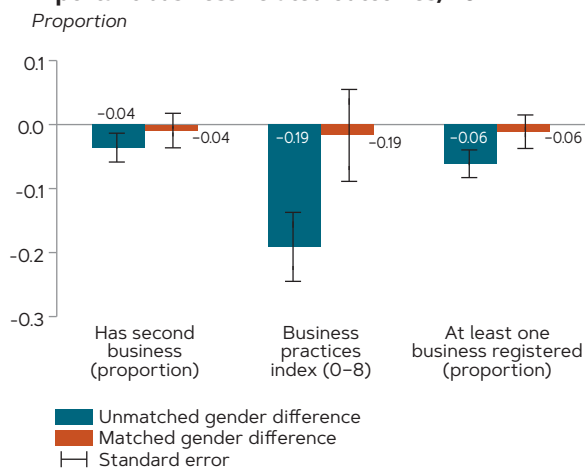 Proportion
0.1
0.0
-0.1
-0.2
-0.3
−0.04
−0.04
−0.19
−0.19
−0.06
−0.06
Has second
business
(proportion)
Business
practices
index (0–8)
At least one
business registered
(proportion)
Unmatched gender difference
Matched gender difference
Standard error